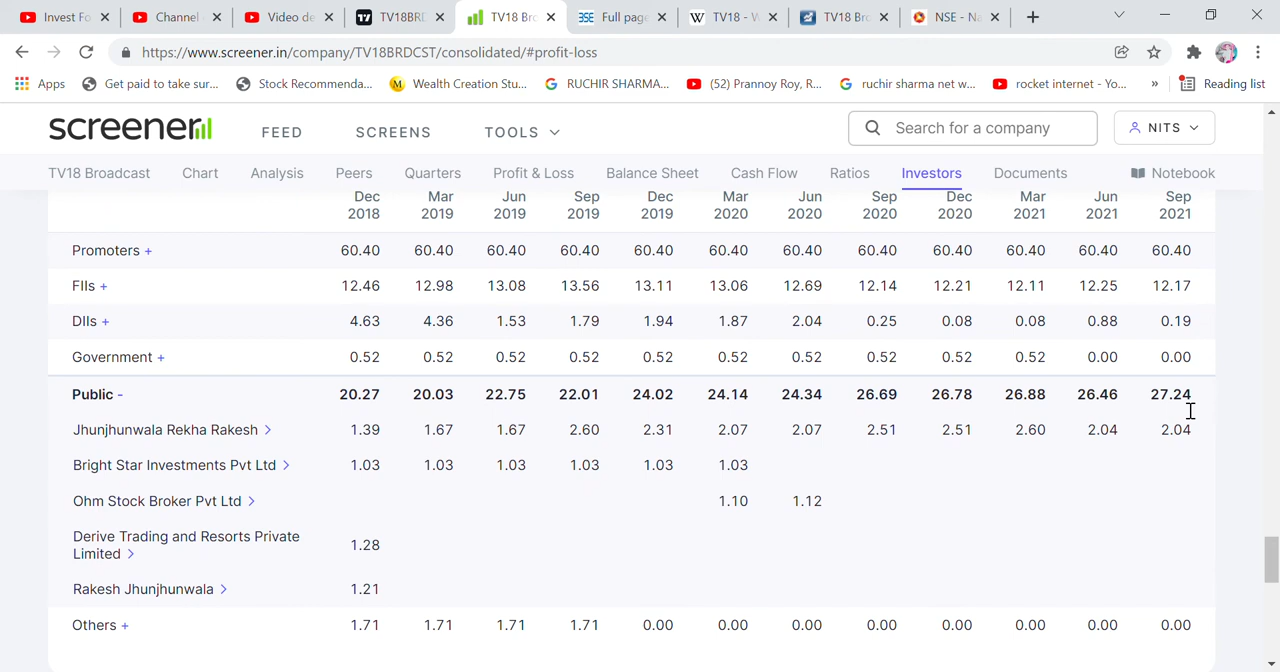 Invest Fo
Channel
Video de
TV18BRD
TV18 Bro
Full page
TV18 - W
TV18 Bro
NSE - Na
https://www.screener.in/company/TV18BRDCST/consolidated/#profit-loss
Apps Get paid to take sur... Stock Recommenda... Wealth Creation Stu... RUCHIR SHARMA... (52) Prannoy Roy, R... ruchir sharma net w... rocket internet - Yo... » Reading list
screener FEED SCREENS TOOLS Search for a company NITS
TV18 Broadcast Chart Analysis Peers Quarters Profit & Loss Balance Sheet Cash Flow Ratios Investors Documents Notebook
Dec 2018 Mar 2019 Jun 2019 Sep 2019 Dec 2019 Mar 2020 Jun 2020 Sep 2020 Dec 2020 Mar 2021 Jun 2021 Sep 2021
Promoters + 60.40 60.40 60.40 60.40 60.40 60.40 60.40 60.40 60.40 60.40 60.40 60.40
FIIs + 12.46 12.98 13.08 13.56 13.11 13.06 12.69 12.14 12.21 12.11 12.25 12.17
DIIs + 4.63 4.36 1.53 1.79 1.94 1.87 2.04 0.25 0.08 0.08 0.88 0.19
Government + 0.52 0.52 0.52 0.52 0.52 0.52 0.52 0.52 0.52 0.52 0.00 0.00
Public - 20.27 20.03 22.75 22.01 24.02 24.14 24.34 26.69 26.78 26.88 26.46 27.24
Jhunjhunwala Rekha Rakesh > 1.39 1.67 1.67 2.60 2.31 2.07 2.07 2.51 2.51 2.60 2.04 2.04
Bright Star Investments Pvt Ltd > 1.03 1.03 1.03 1.03 1.03 1.03
Ohm Stock Broker Pvt Ltd > 1.10 1.12
Derive Trading and Resorts Private
Limited > 1.28
Rakesh Jhunjhunwala > 1.21
Others + 1.71 1.71 1.71 1.71 0.00 0.00 0.00 0.00 0.00 0.00 0.00 0.00